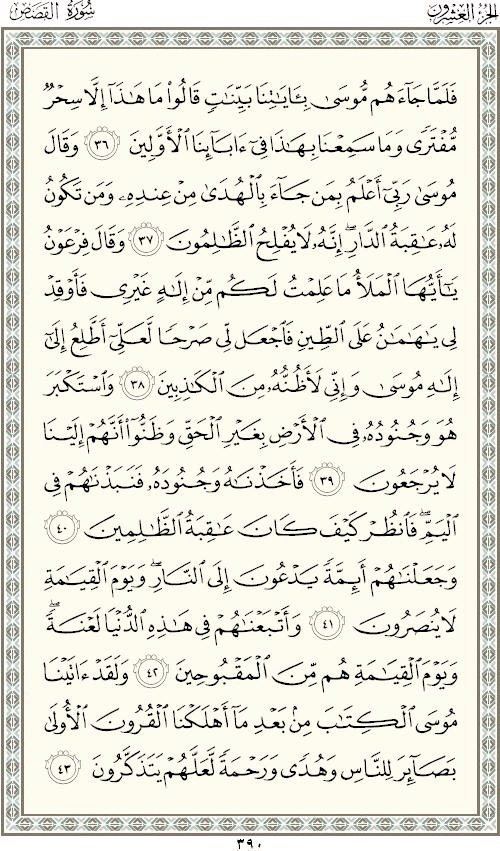 سُورَةُ القَصَصِ الجُزءُ العِشرُونَ
فَلَمَّا جَآءَهُم مُّوسَىٰ بِـَٔايَٰتِنَا بَيِّنَٰتٖ قَالُواْ مَا هَٰذَآ إِلَّا سِحۡرٞ
مُّفۡتَرٗى وَمَا سَمِعۡنَا بِهَٰذَا فِيٓ ءَابَآئِنَا ٱلۡأَوَّلِينَ ٣٦ وَقَالَ
مُوسَىٰ رَبِّيٓ أَعۡلَمُ بِمَن جَآءَ بِٱلۡهُدَىٰ مِنۡ عِندِهِۦ وَمَن تَكُونُ
لَهُۥ عَٰقِبَةُ ٱلدَّارِۚ إِنَّهُۥ لَا يُفۡلِحُ ٱلظَّٰلِمُونَ ٣٧ وَقَالَ فِرۡعَوۡنُ
يَٰٓأَيُّهَا ٱلۡمَلَأُ مَا عَلِمۡتُ لَكُم مِّنۡ إِلَٰهٍ غَيۡرِي فَأَوۡقِدۡ
لِي يَٰهَٰمَٰنُ عَلَى ٱلطِّينِ فَٱجۡعَل لِّي صَرۡحٗا لَّعَلِّيٓ أَطَّلِعُ إِلَىٰٓ
إِلَٰهِ مُوسَىٰ وَإِنِّي لَأَظُنُّهُۥ مِنَ ٱلۡكَٰذِبِينَ ٣٨ وَٱسۡتَكۡبَرَ
هُوَ وَجُنُودُهُۥ فِي ٱلۡأَرۡضِ بِغَيۡرِ ٱلۡحَقِّ وَظَنُّوٓاْ أَنَّهُمۡ إِلَيۡنَا
لَا يُرۡجَعُونَ ٣٩ فَأَخَذۡنَٰهُ وَجُنُودَهُۥ فَنَبَذۡنَٰهُمۡ فِي
ٱلۡيَمِّۖ فَٱنظُرۡ كَيۡفَ كَانَ عَٰقِبَةُ ٱلظَّٰلِمِينَ ٤٠
وَجَعَلۡنَٰهُمۡ أَئِمَّةٗ يَدۡعُونَ إِلَى ٱلنَّارِۖ وَيَوۡمَ ٱلۡقِيَٰمَةِ
لَا يُنصَرُونَ ٤١ وَأَتۡبَعۡنَٰهُمۡ فِي هَٰذِهِ ٱلدُّنۡيَا لَعۡنَةٗۖ
وَيَوۡمَ ٱلۡقِيَٰمَةِ هُم مِّنَ ٱلۡمَقۡبُوحِينَ ٤٢ وَلَقَدۡ ءَاتَيۡنَا
مُوسَى ٱلۡكِتَٰبَ مِنۢ بَعۡدِ مَآ أَهۡلَكۡنَا ٱلۡقُرُونَ ٱلۡأُولَىٰ
بَصَآئِرَ لِلنَّاسِ وَهُدٗى وَرَحۡمَةٗ لَّعَلَّهُمۡ يَتَذَكَّرُونَ ٤٣
٣٩٠